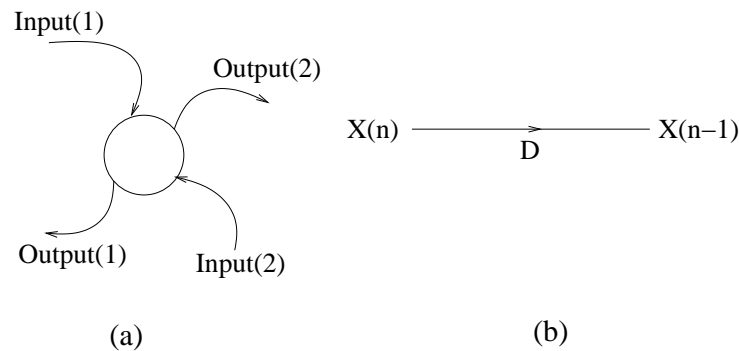 Input(1)
Output(2)
X(n)
X(n−1)
D
Output(1)
Input(2)
(a)
(b)